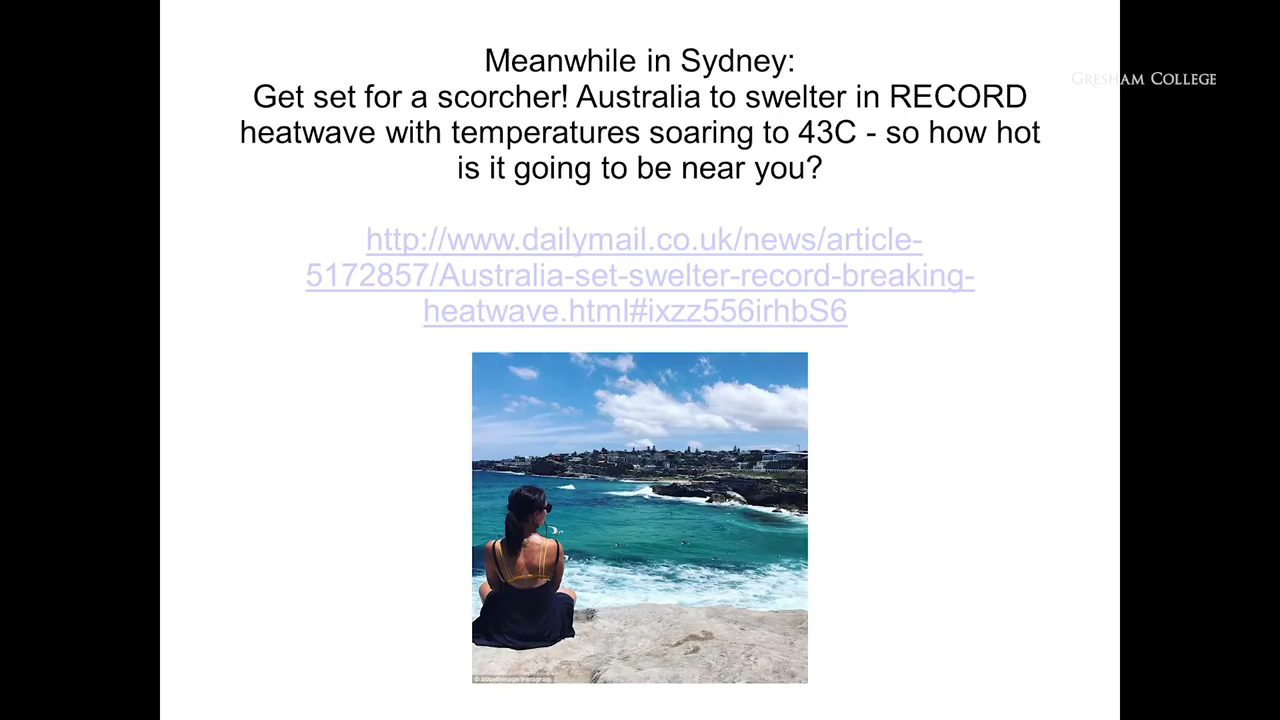 Meanwhile in Sydney:
GRESHAM COLLEGE
Get set for a scorcher! Australia to swelter in RECORD
heatwave with temperatures soaring to 43C - so how hot
is it going to be near you?
http://www.dailymail.co.uk/news/article-
5172857/Australia-set-swelter-record-breaking-
heatwave.html#ixzz556irhbS6